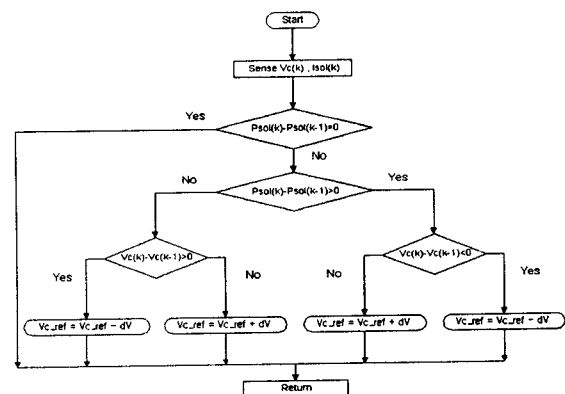 Start
Sense Vc(k) , Isol(k)
Yes
Psol(k)-Psol(k-1)=0
No
No
Psol(k)-Psol(k-1)>0
Yes
Vc(k)-Vc(k-1)>0
Vc(k)-Vc(k-1)<0
Yes
No
No
Yes
Vc_ref = Vc_ref - dV
Vc_ref = Vc_ref + dV
Vc_ref = Vc_ref + dV
Vc_ref = Vc_ref - dV
Return